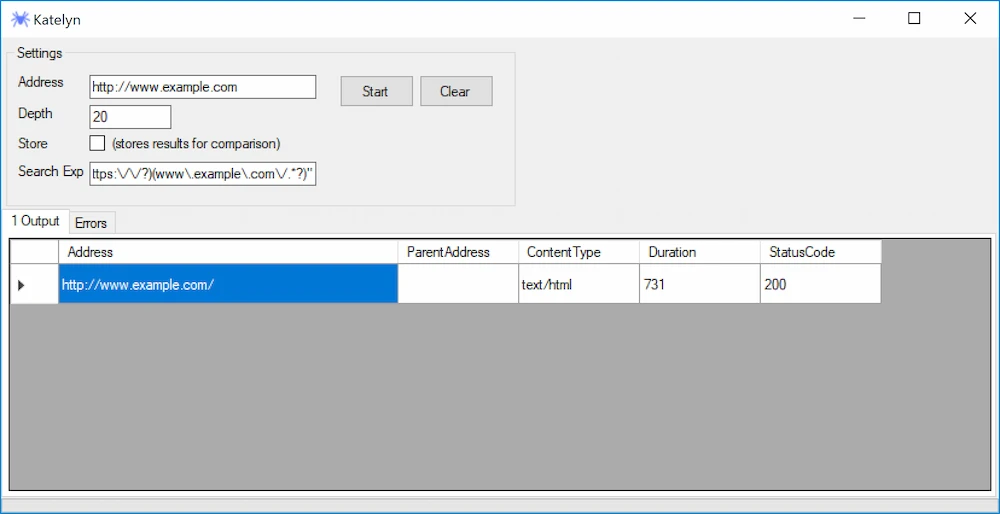 Katelyn
Settings
Address http://www.example.com Start Clear
Depth 20
Store (stores results for comparison)
Search Exp ttps:\/\/?)(www\.example\.com\/.*?)"
1 Output Errors
Address ParentAddress ContentType Duration StatusCode
http://www.example.com/ text/html 731 200